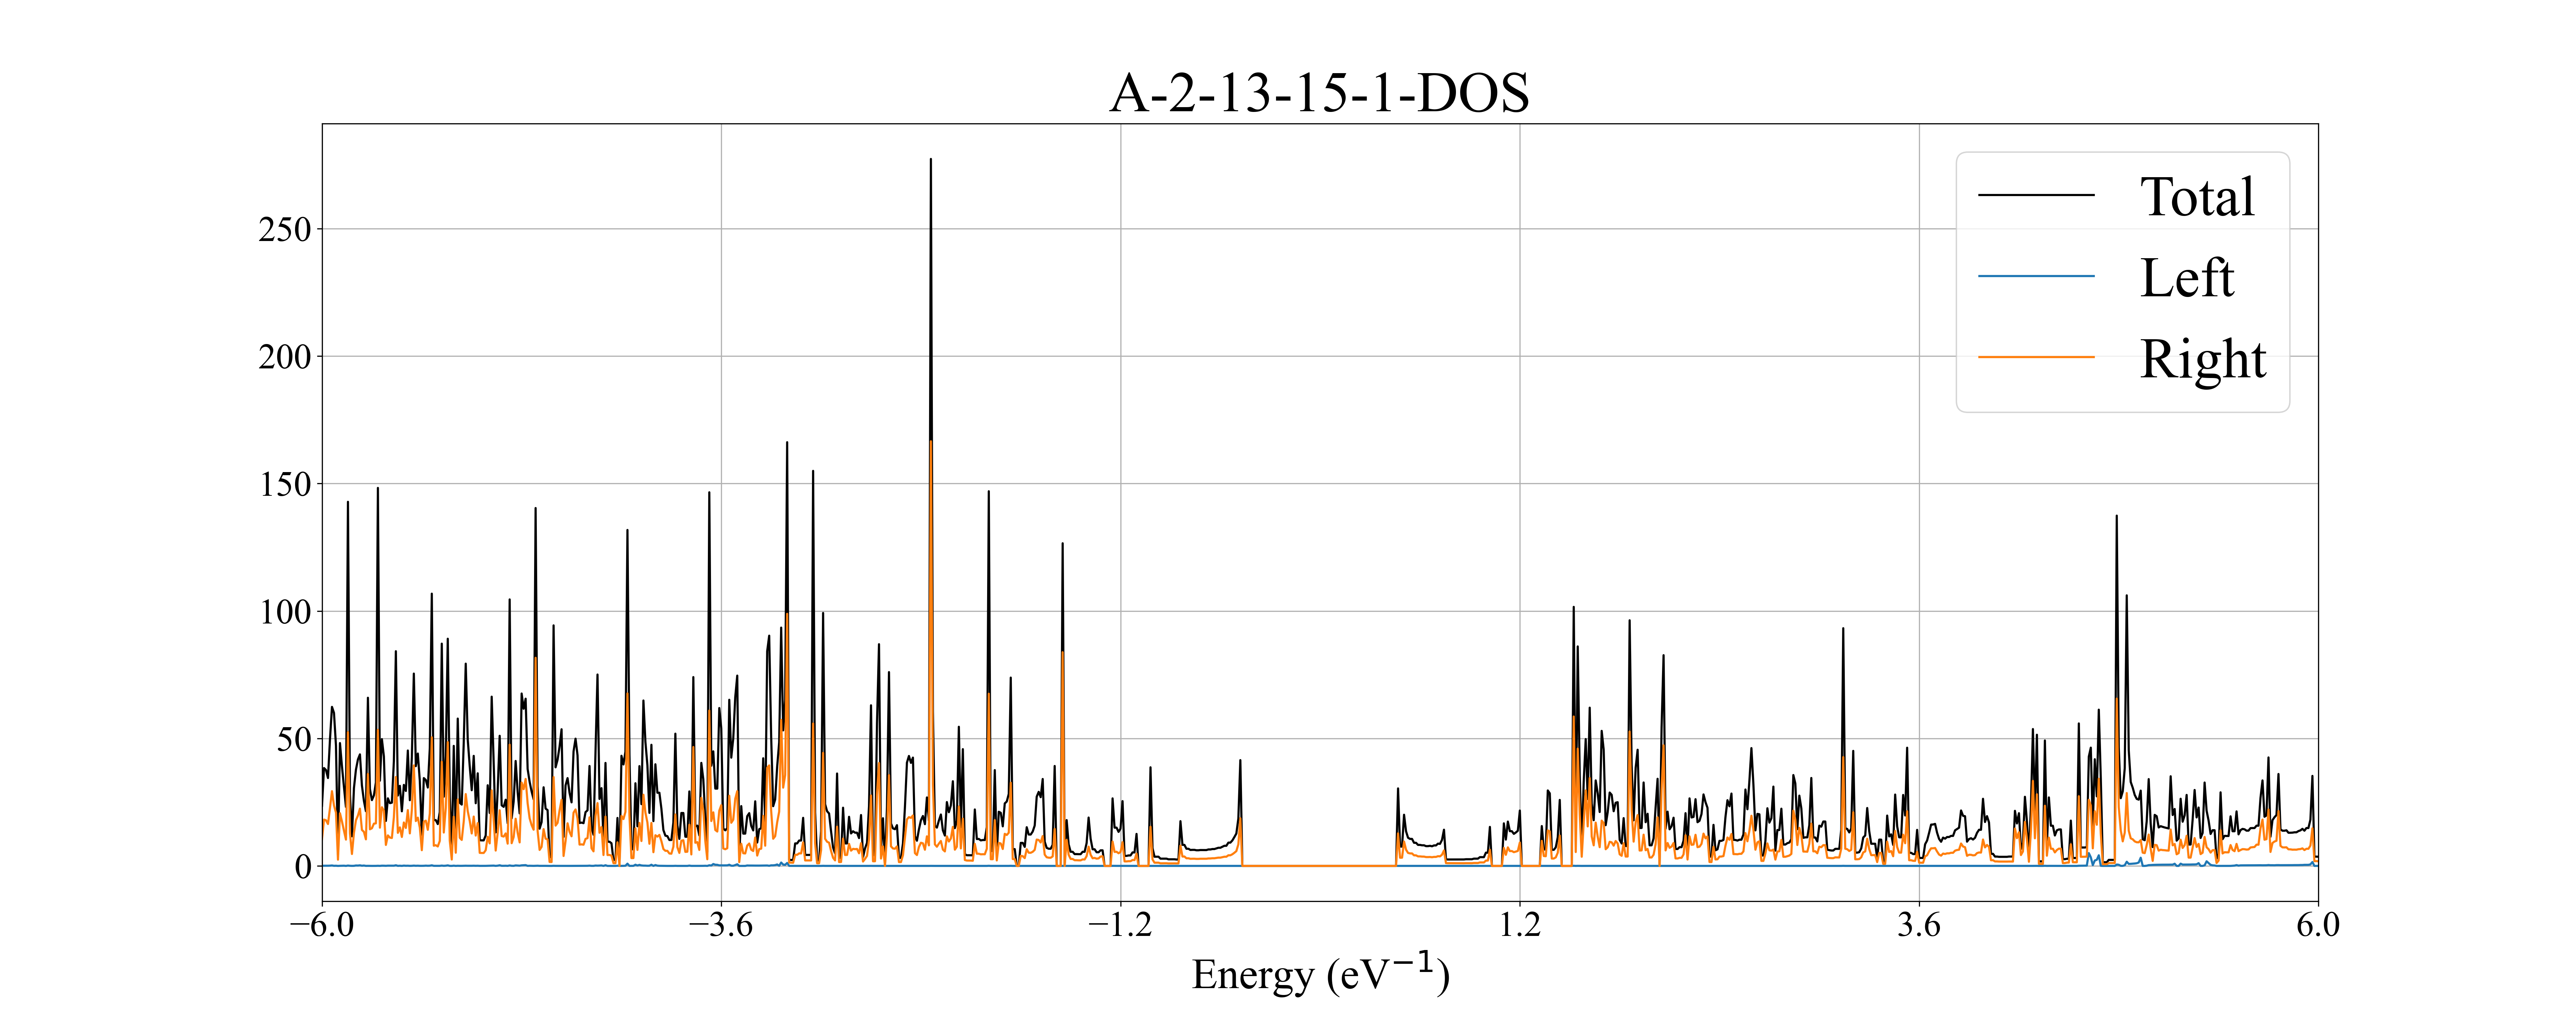 A-2-13-15-1-DOS
Total
Left
Right
250
200
150
100
50
0
−6.0
−3.6
−1.2
1.2
3.6
6.0
Energy (eV⁻¹)